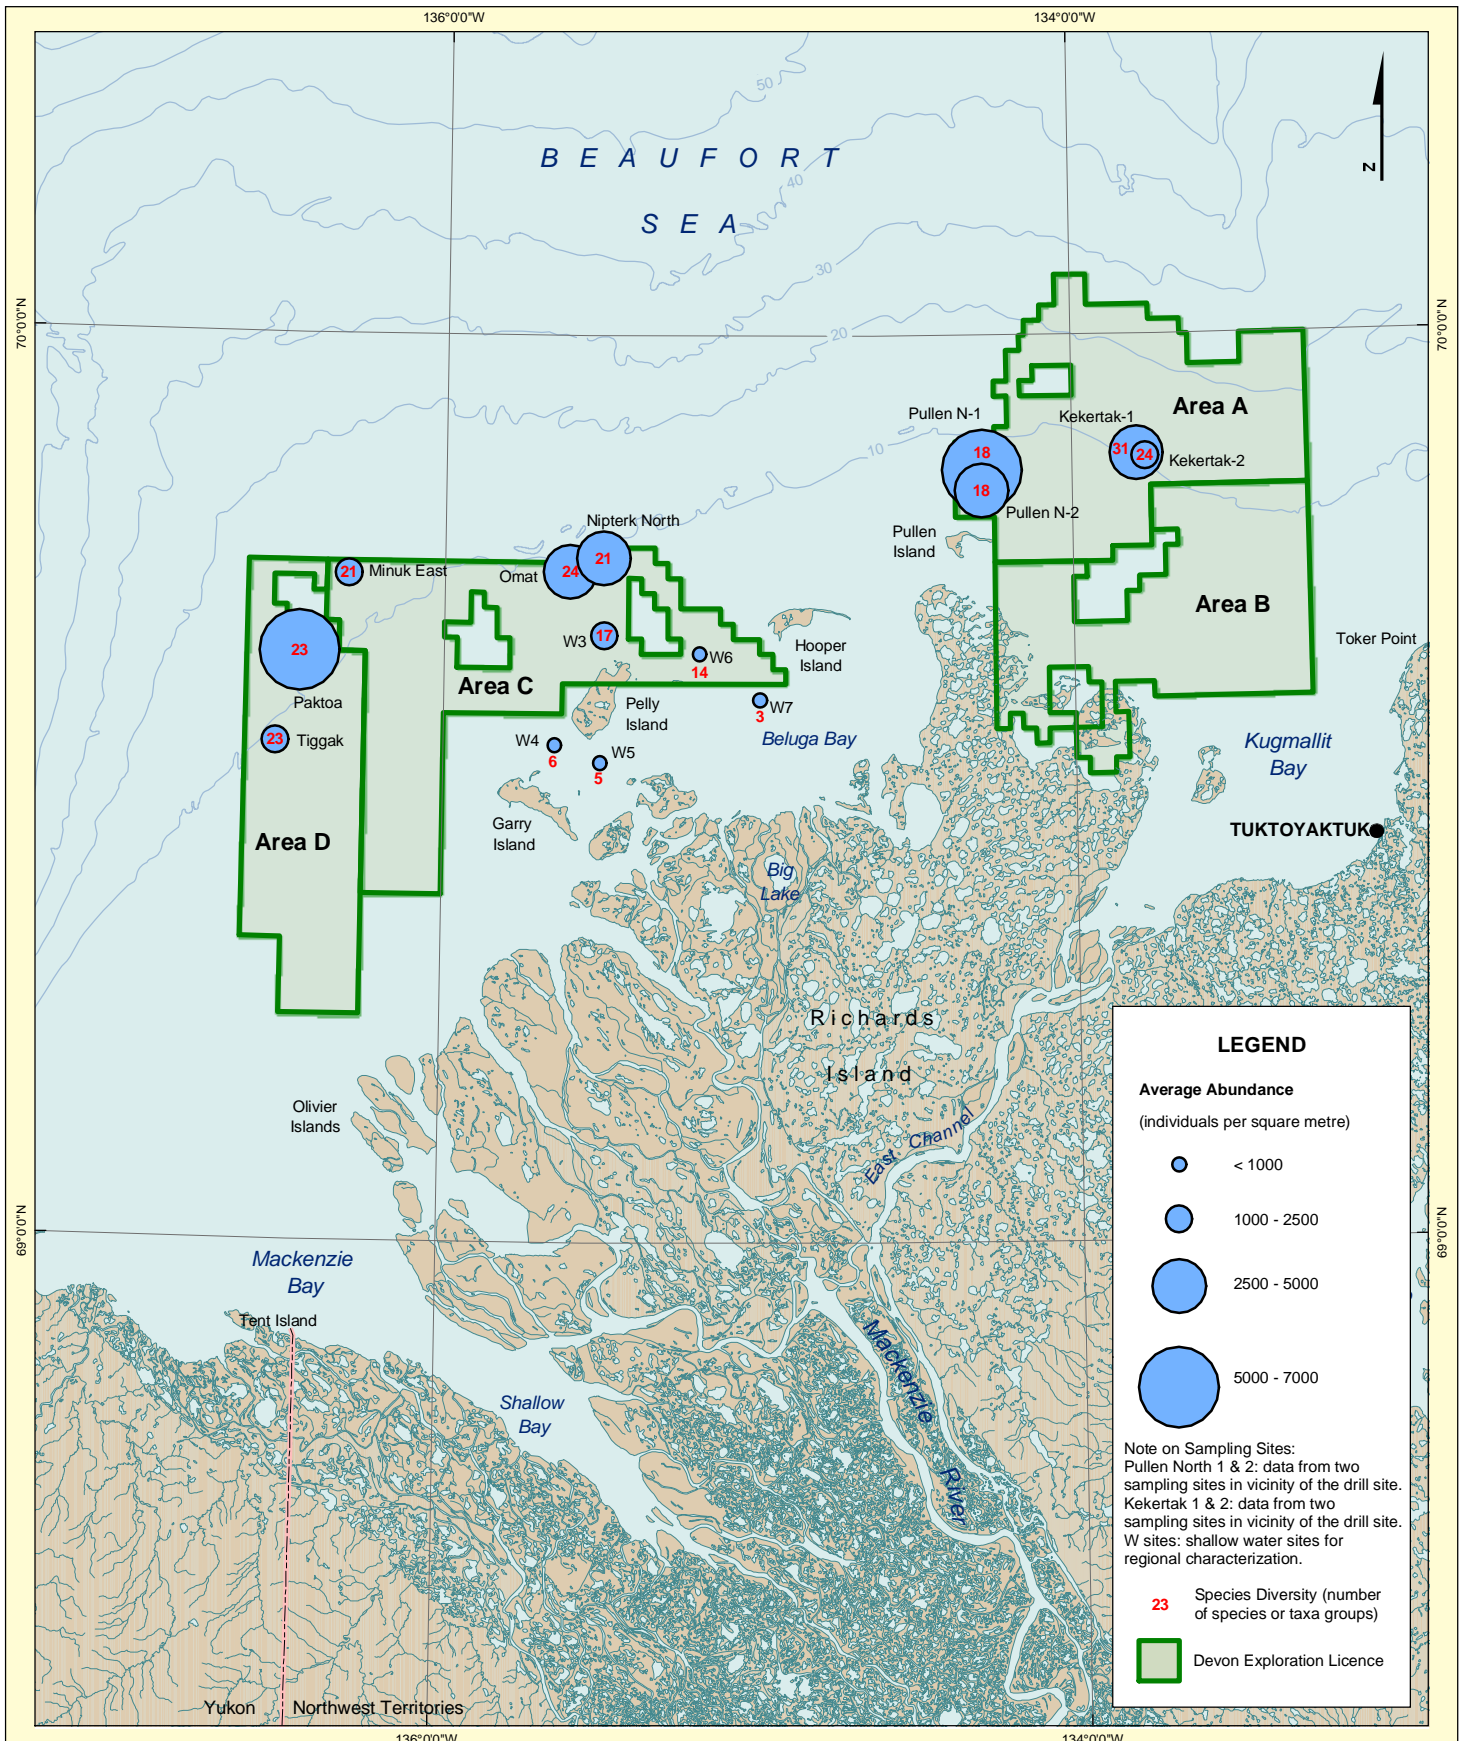 136°0'0"W
134°0'0"W
50
BEAUFORT
40
SEA
N
30
70°0'0"N
70°0'0"N
20
Area A
Pullen N-1
Kekertak-1
10
18
31
24
Kekertak-2
18
Pullen N-2
Nipterk North
Pullen
Island
21
Omat
24
21
Minuk East
Area B
W3
17
Toker Point
Hooper
Island
23
W6
14
Area C
Paktoa
Pelly
Island
W7
3
Beluga Bay
23
Tiggak
W4
6
W5
5
Kugmallit
Bay
Garry
Island
TUKTOYAKTUK
Area D
Big
Lake
Richards
Island
Olivier
Islands
East Channel
69°0'0"N
69°0'0"N
Mackenzie
Bay
Tent Island
Mackenzie
River
Shallow
Bay
LEGEND
Average Abundance
(individuals per square metre)
< 1000
1000 - 2500
2500 - 5000
5000 - 7000
Note on Sampling Sites:
Pullen North 1 & 2: data from two
sampling sites in vicinity of the drill site.
Kekertak 1 & 2: data from two
sampling sites in vicinity of the drill site.
W sites: shallow water sites for
regional characterization.
23
Species Diversity (number
of species or taxa groups)
Devon Exploration Licence
Yukon
Northwest Territories
136°0'0"W
134°0'0"W